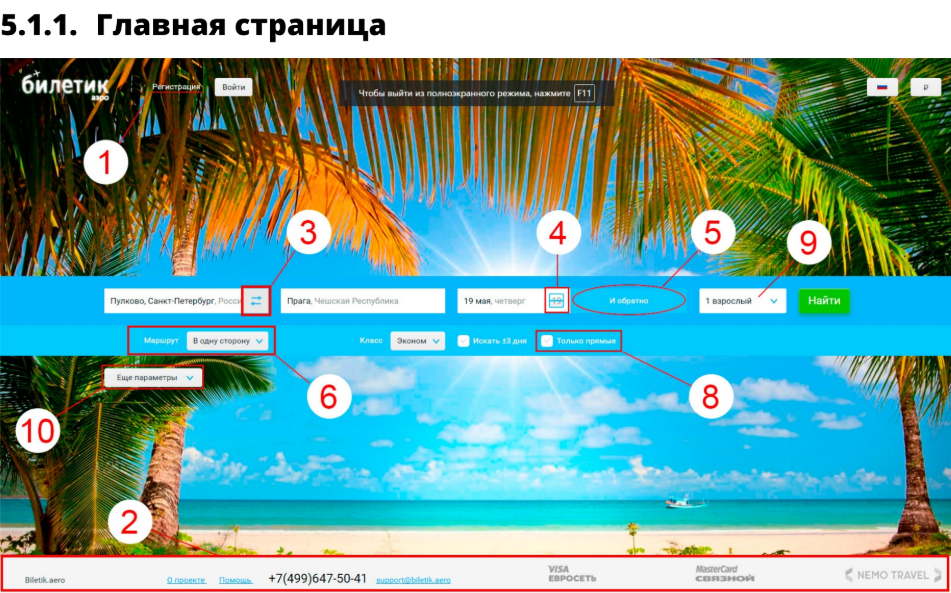 5.1.1. Главная страница
билетик
аэро
Регистрация
Войти
Чтобы выйти из полноэкранного режима, нажмите F11
₽
1
3
4
5
9
Пулково, Санкт-Петербург, Росси
Прага, Чешская Республика
19 мая, четверг
19
И обратно
1 взрослый
Найти
Маршрут
В одну сторону
Класс
Эконом
Искать ±3 дня
Только прямые
Еще параметры
6
8
10
2
Biletik.aero
О проекте
Помощь
+7(499)647-50-41
support@biletik.aero
VISA
ЕВРОСЕТЬ
MasterCard
СВЯЗНОЙ
NEMO TRAVEL